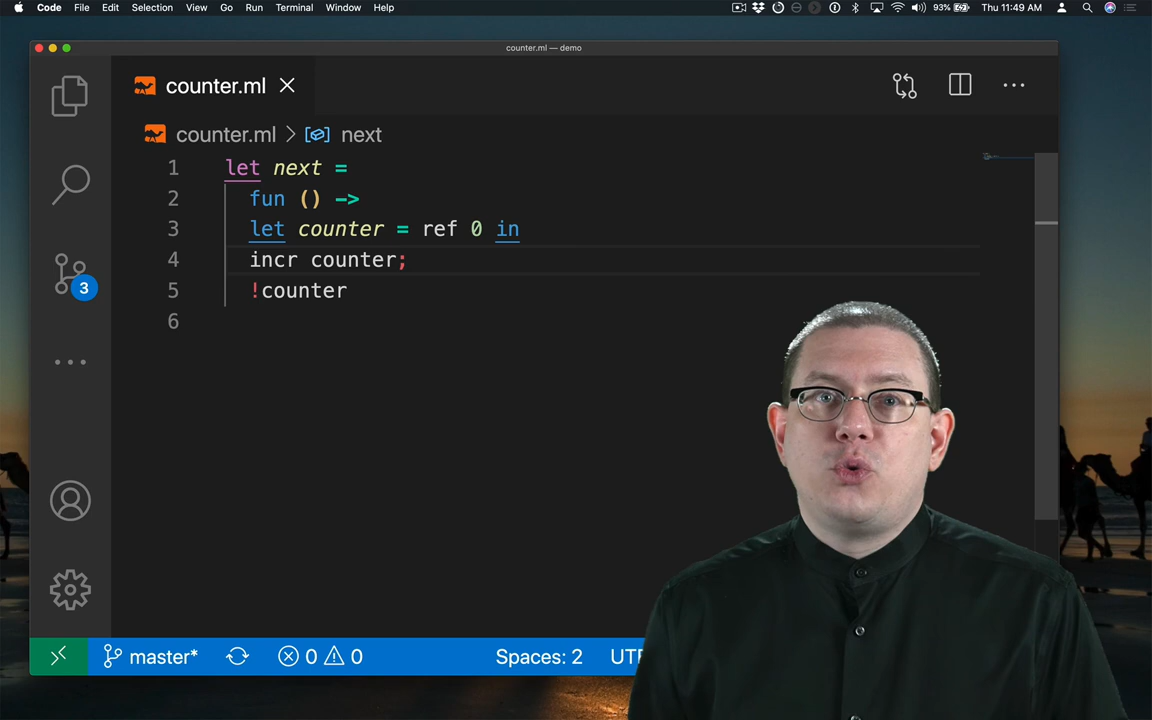 Code File Edit Selection View Go Run Terminal Window Help 93% Thu 11:49 AM
counter.ml — demo
counter.ml
counter.ml > next
1 let next =
2 fun () ->
3 let counter = ref 0 in
4 incr counter;
5 !counter
6
3
master* 0 0 Spaces: 2 UTF